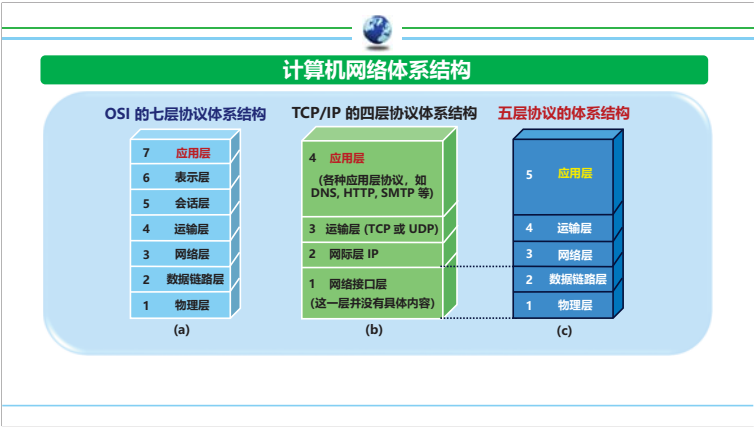 计算机网络体系结构
OSI 的七层协议体系结构
7 应用层
6 表示层
5 会话层
4 运输层
3 网络层
2 数据链路层
1 物理层
(a)
TCP/IP 的四层协议体系结构
4 应用层
(各种应用层协议，如
DNS, HTTP, SMTP 等)
3 运输层 (TCP 或 UDP)
2 网际层 IP
1 网络接口层
(这一层并没有具体内容)
(b)
五层协议的体系结构
5 应用层
4 运输层
3 网络层
2 数据链路层
1 物理层
(c)